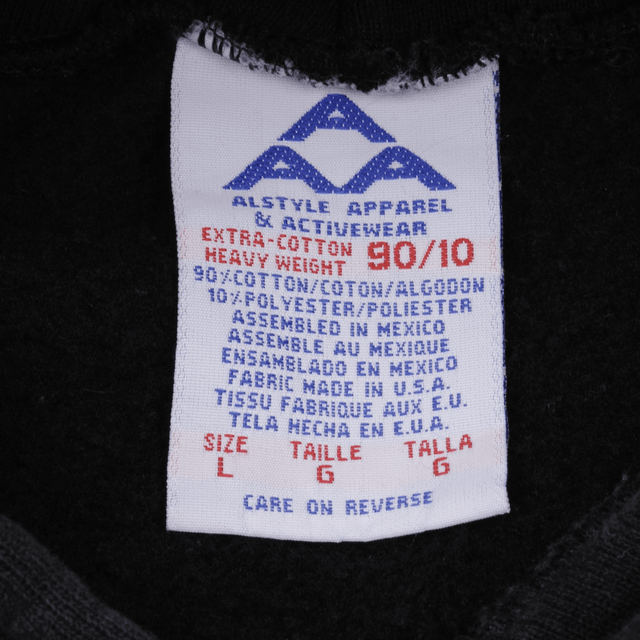 A
A A
ALSTYLE APPAREL
& ACTIVEWEAR
EXTRA-COTTON
HEAVY WEIGHT 90/10
90%COTTON/COTON/ALGODON
10%POLYESTER/POLIESTER
ASSEMBLED IN MEXICO
ASSEMBLE AU MEXIQUE
ENSAMBLADO EN MEXICO
FABRIC MADE IN U.S.A.
TISSU FABRIQUE AUX E.U.
TELA HECHA EN E.U.A.
SIZE TAILLE TALLA
L G G
CARE ON REVERSE